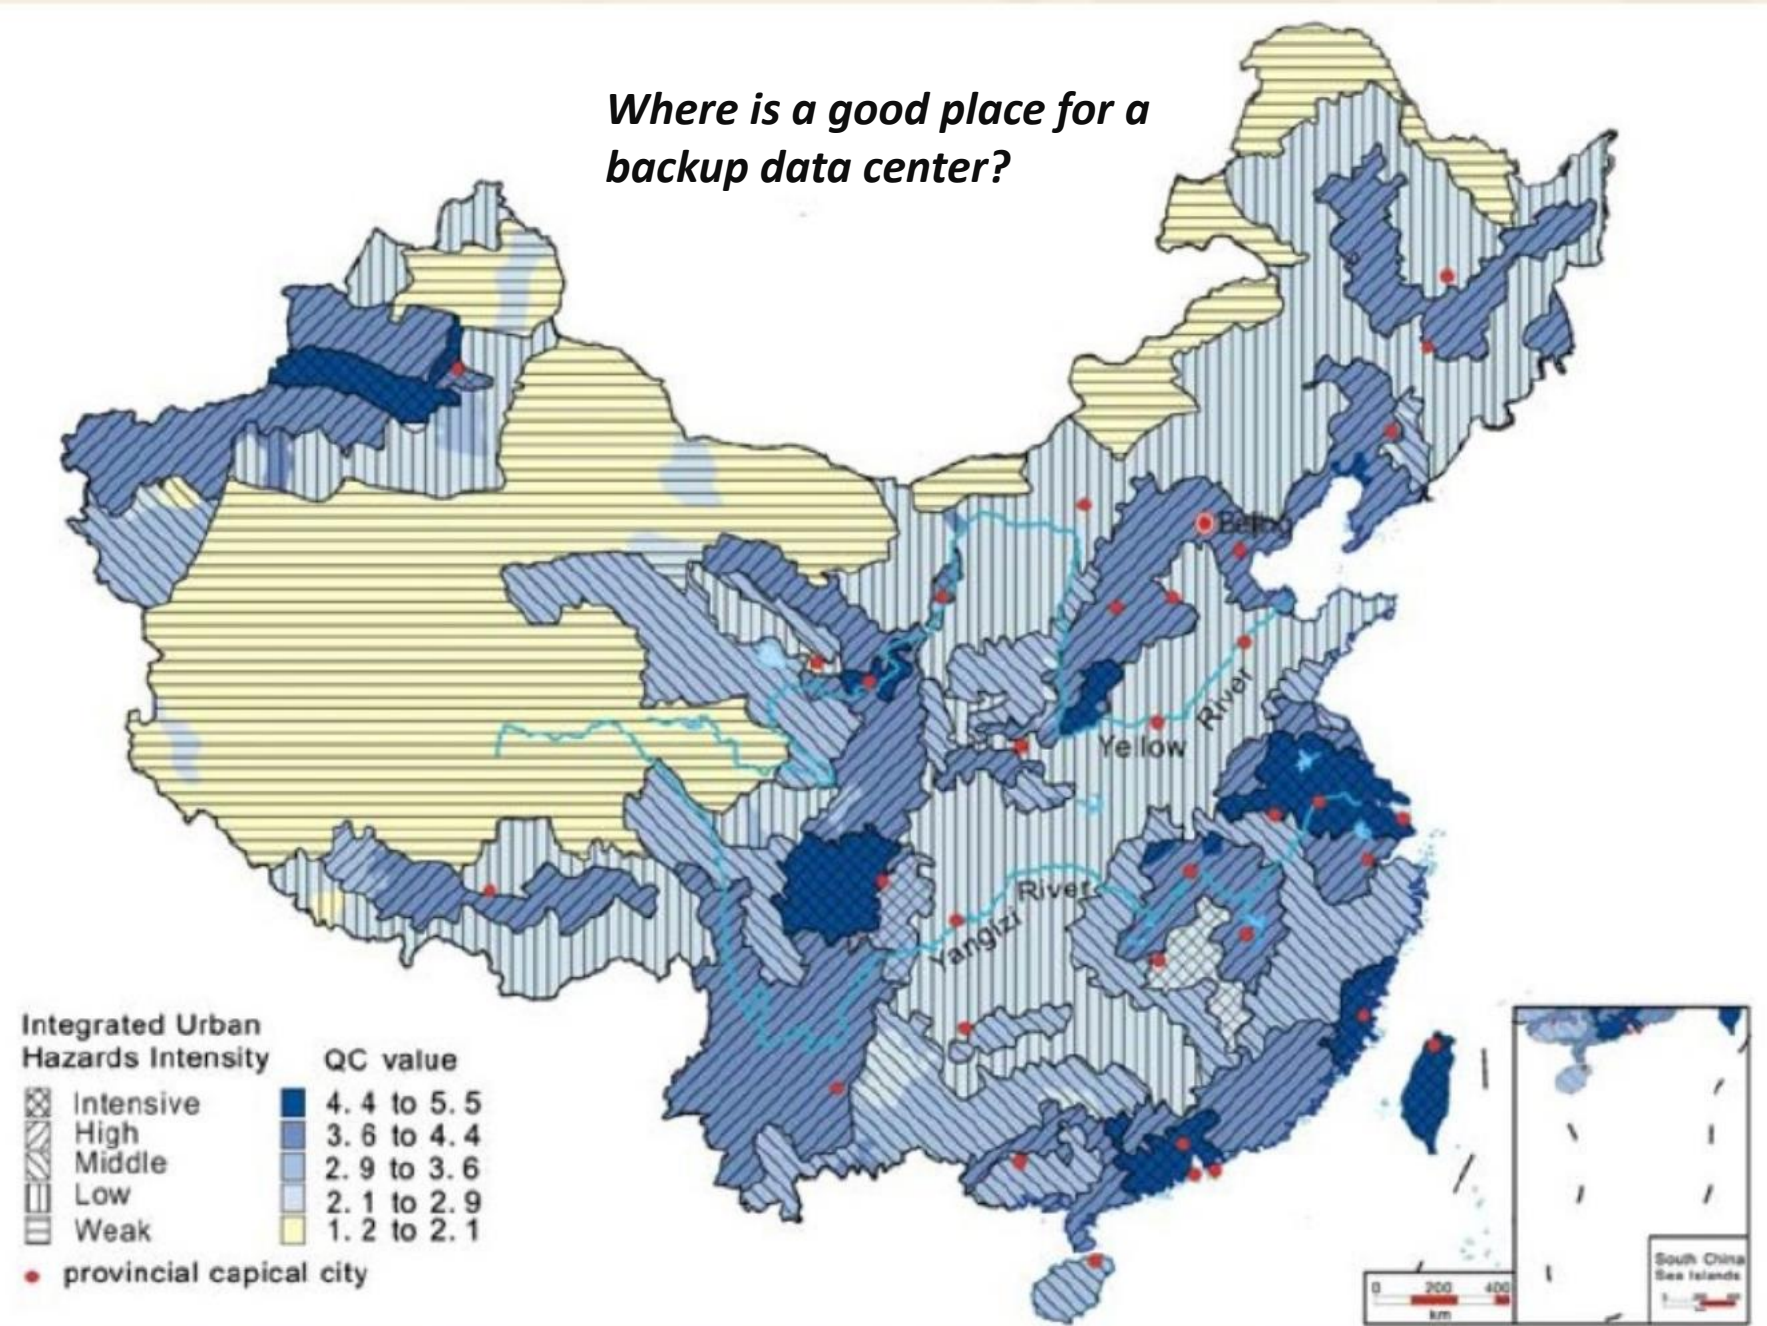 Where is a good place for a
backup data center?
Beijing
River
Yellow
River
Yangizi
Integrated Urban
Hazards Intensity
QC value
Intensive
4.4 to 5.5
High
3.6 to 4.4
Middle
2.9 to 3.6
Low
2.1 to 2.9
Weak
1.2 to 2.1
provincial capical city
0 200 400
km
South China
Sea Islands